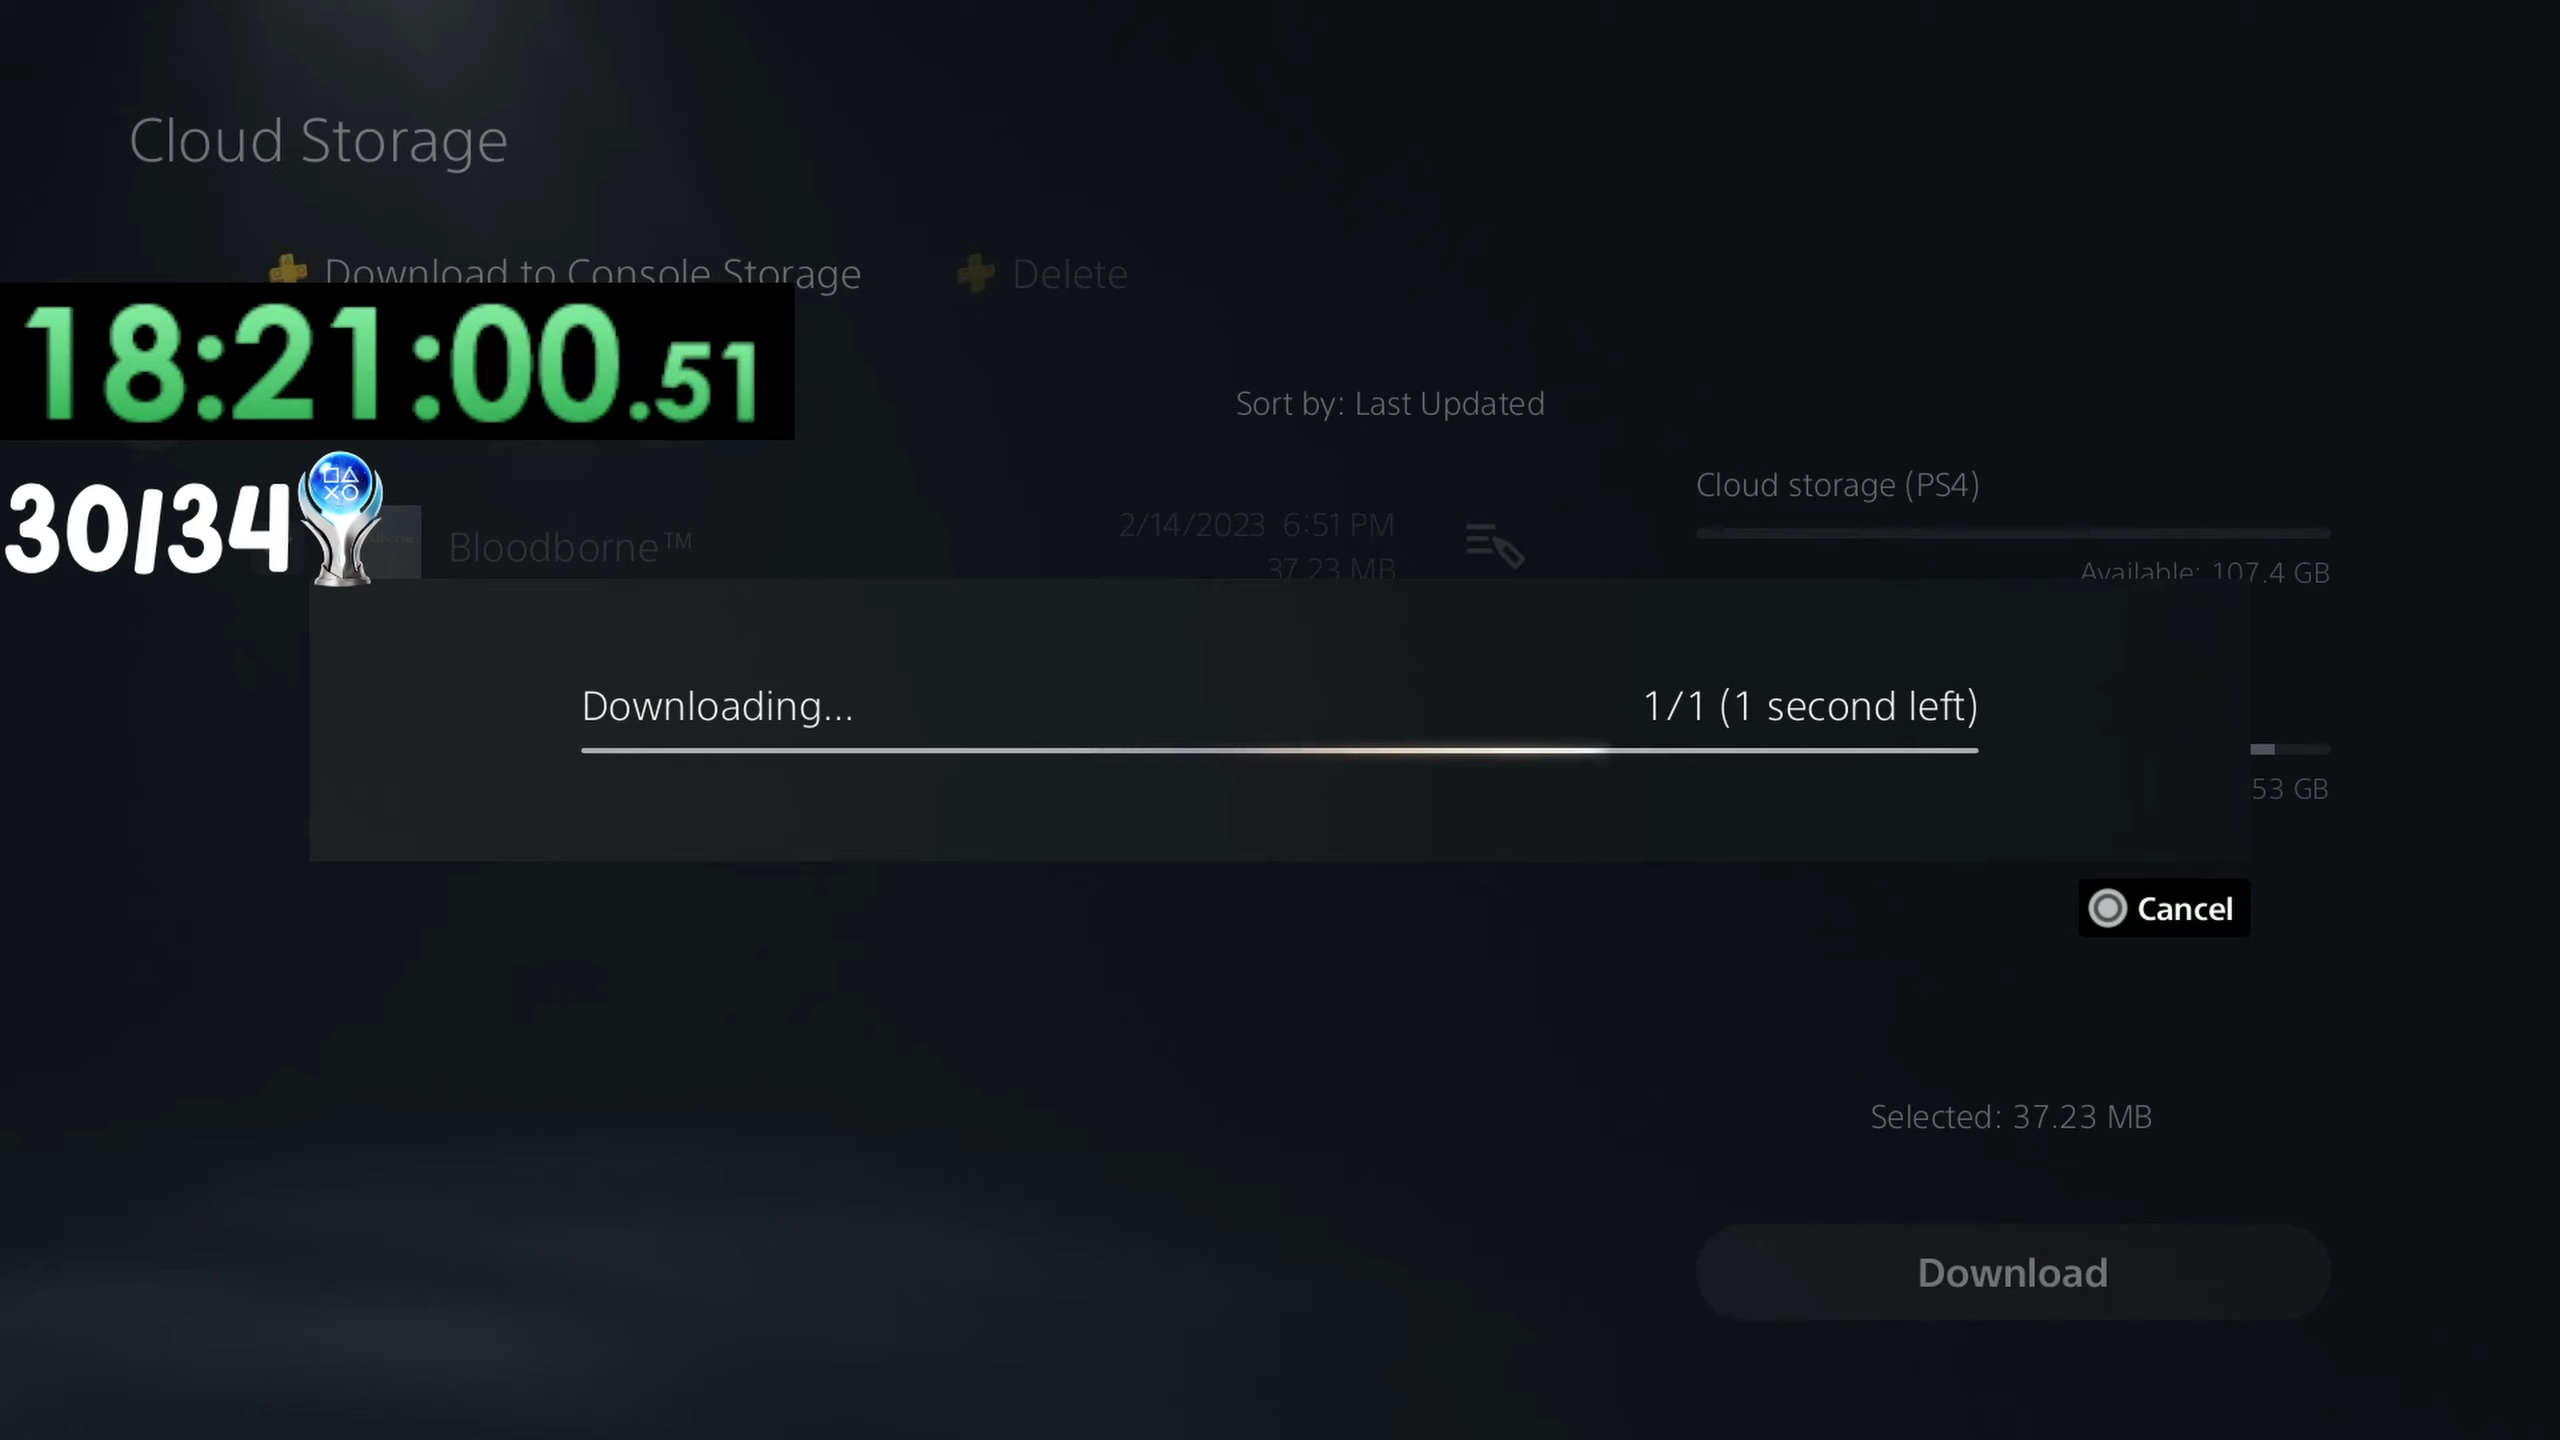 Cloud Storage
Download to Console Storage
Delete
18:21:00.51
Sort by: Last Updated
30/34
Bloodborne™
2/14/2023 6:51 PM
37.23 MB
Cloud storage (PS4)
Available: 107.4 GB
Downloading...
1/1 (1 second left)
53 GB
Cancel
Selected: 37.23 MB
Download